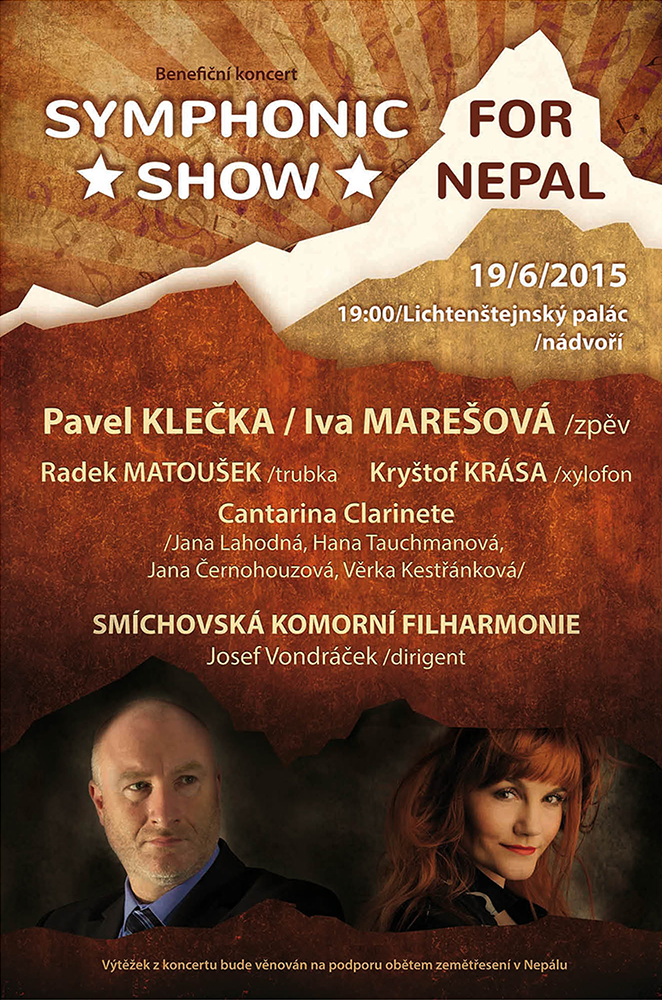 Benefiční koncert
SYMPHONIC FOR
SHOW NEPAL
19/6/2015
19:00/Lichtenštejnský palác
/nádvoří
Pavel KLEČKA / Iva MAREŠOVÁ /zpěv
Radek MATOUŠEK /trubka Kryštof KRÁSA /xylofon
Cantarina Clarinete
/Jana Lahodná, Hana Tauchmanová,
Jana Černohouzová, Věrka Kestřánková/
SMÍCHOVSKÁ KOMORNÍ FILHARMONIE
Josef Vondráček /dirigent
Výtěžek z koncertu bude věnován na podporu obětem zemětřesení v Nepálu